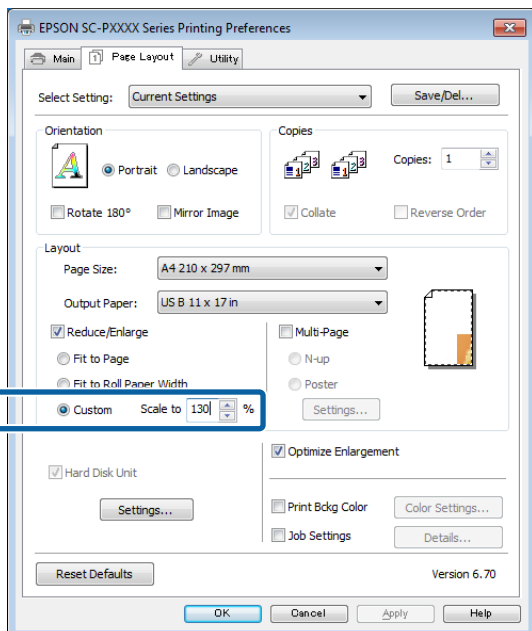 EPSON SC-PXXXX Series Printing Preferences
Main Page Layout Utility
Select Setting: Current Settings Save/Del...
Orientation Copies
Portrait Landscape Copies: 1
Rotate 180° Mirror Image Collate Reverse Order
Layout
Page Size: A4 210 x 297 mm
Output Paper: US B 11 x 17 in
Reduce/Enlarge Multi-Page
Fit to Page N-up
Fit to Roll Paper Width Poster
Custom Scale to 130 % Settings...
Optimize Enlargement
Hard Disk Unit
Settings... Print Bckg Color Color Settings...
Job Settings Details...
Reset Defaults Version 6.70
OK Cancel Apply Help